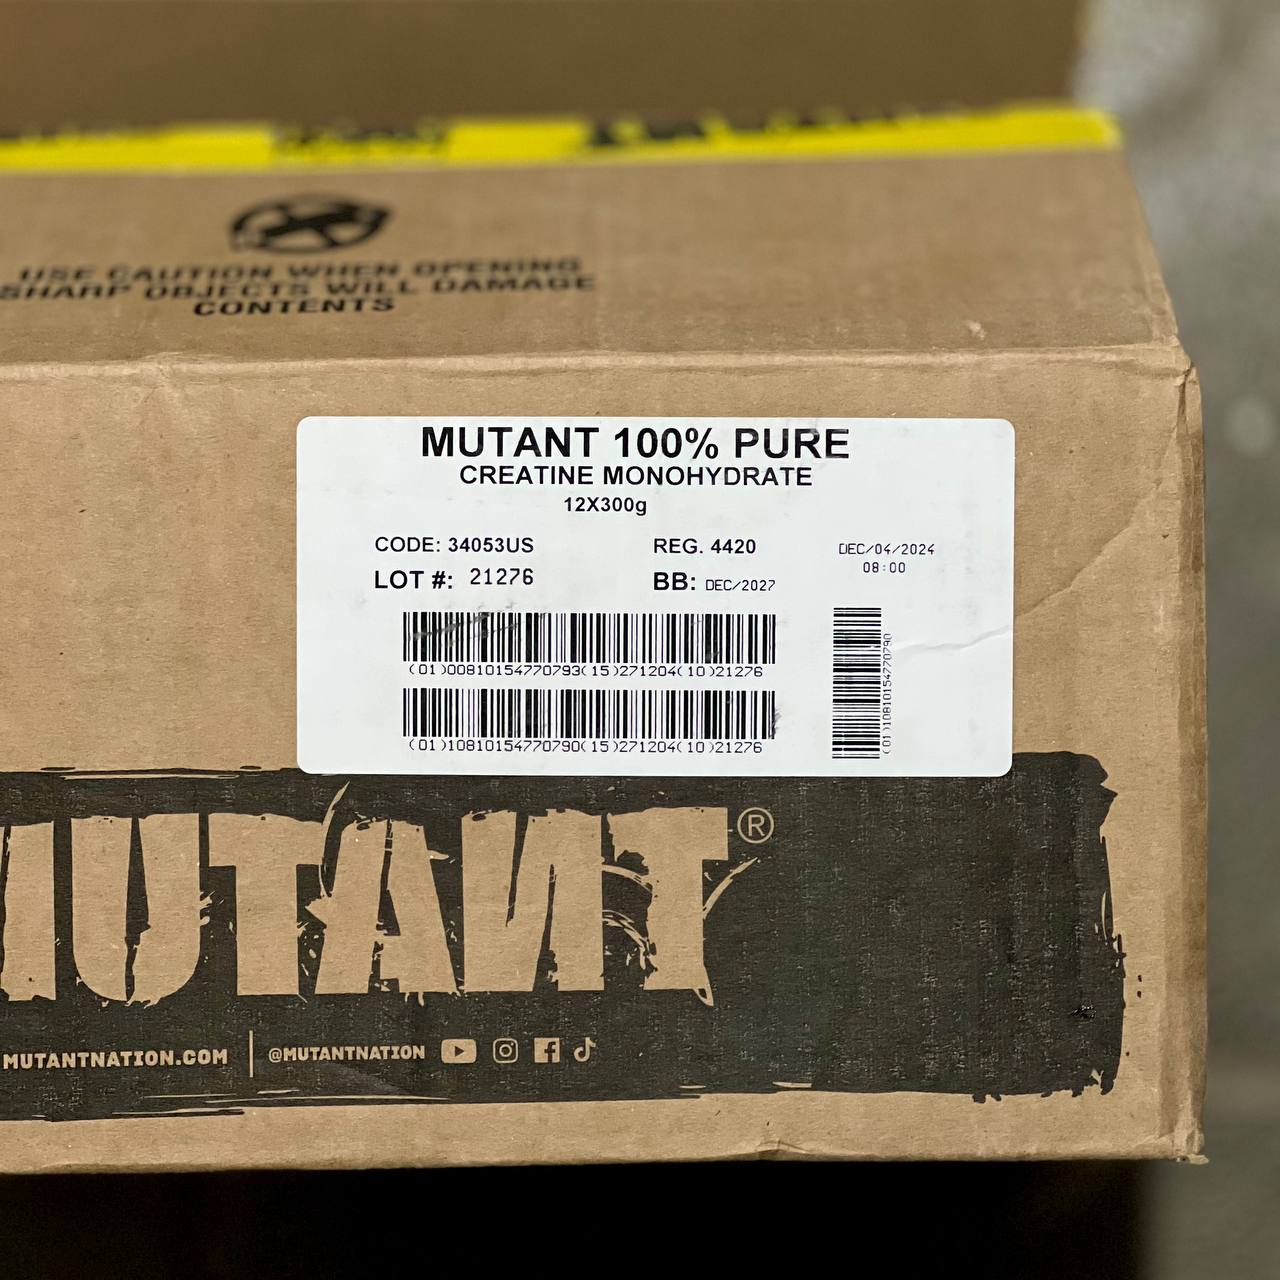 USE CAUTION WHEN OPENING
SHARP OBJECTS WILL DAMAGE
CONTENTS
MUTANT 100% PURE
CREATINE MONOHYDRATE
12X300g
CODE: 34053US
REG. 4420
DEC/04/2024
08:00
LOT #: 21276
BB: DEC/2027
(01)00810154770793(15)271204(10)21276
(01)10810154770790(15)271204(10)21276
(01)10810154770790
MUTANT®
MUTANTNATION.COM
@MUTANTNATION